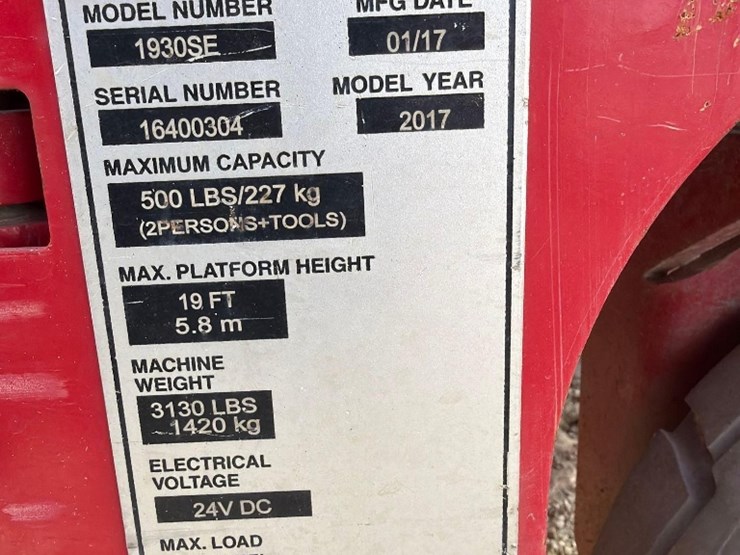 MODEL NUMBER MFG DATE
1930SE 01/17
SERIAL NUMBER MODEL YEAR
16400304 2017
MAXIMUM CAPACITY
500 LBS/227 kg
(2PERSONS+TOOLS)
MAX. PLATFORM HEIGHT
19 FT
5.8 m
MACHINE
WEIGHT
3130 LBS
1420 kg
ELECTRICAL
VOLTAGE
24V DC
MAX. LOAD